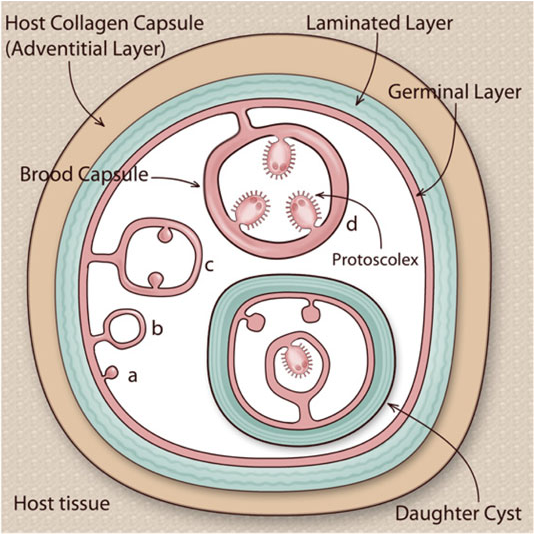 Host Collagen Capsule
(Adventitial Layer)
Laminated Layer
Germinal Layer
Brood Capsule
d
Protoscolex
c
b
a
Host tissue
Daughter Cyst